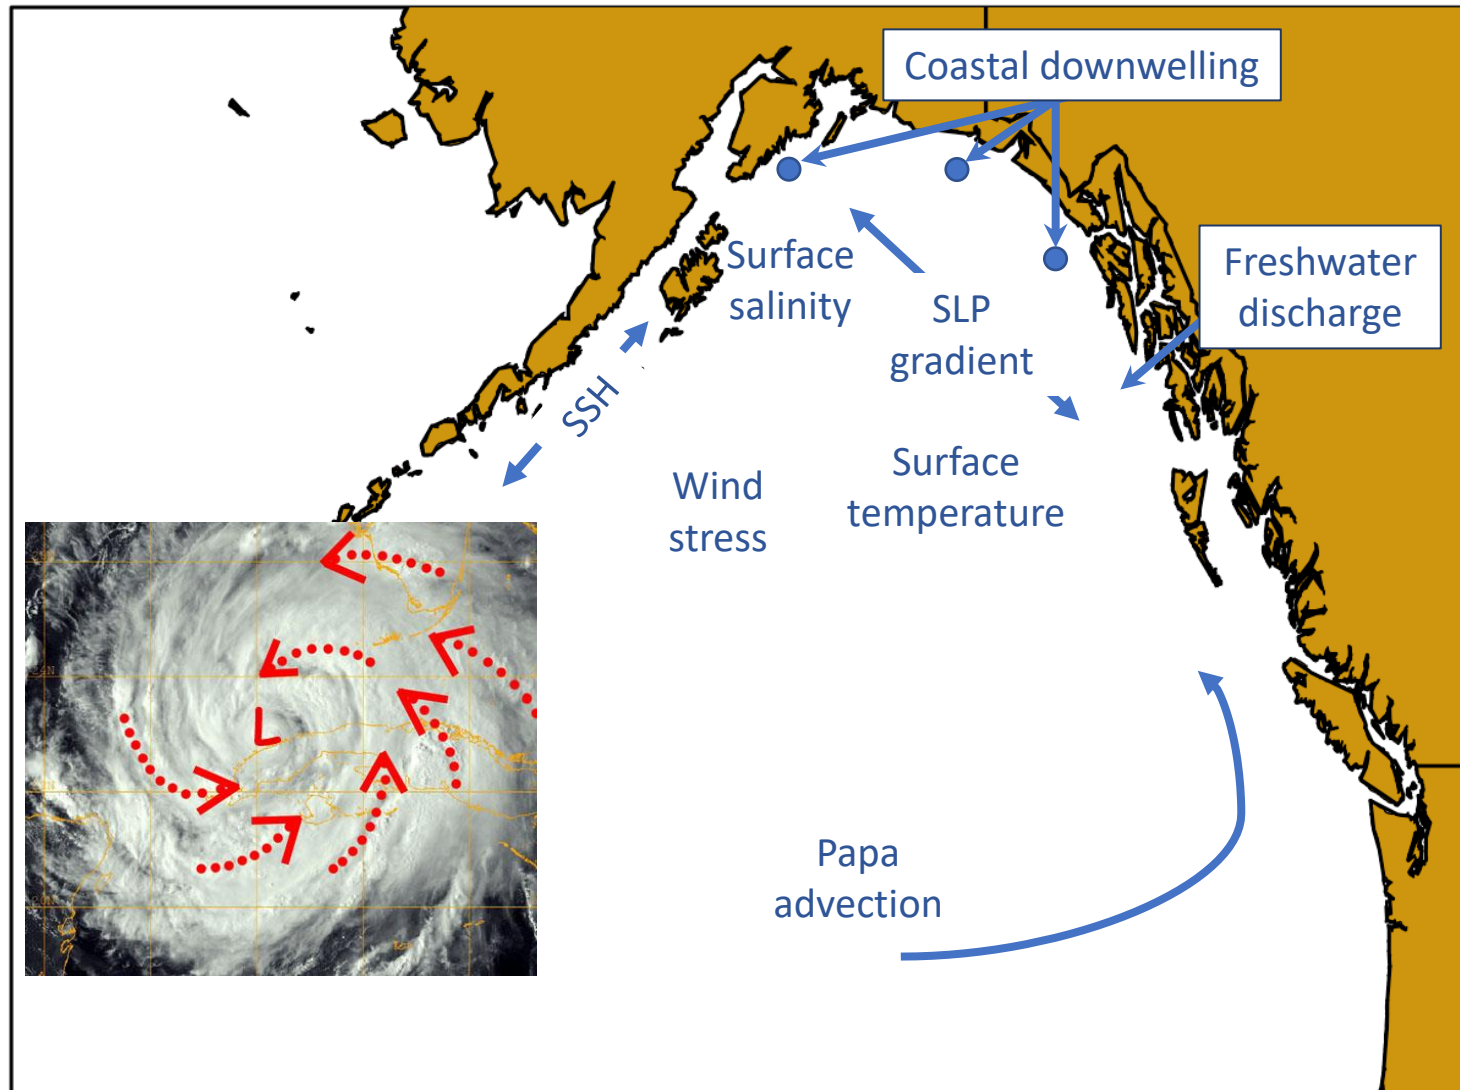 Coastal downwelling
Surface
salinity
SLP
gradient
Freshwater
discharge
SSH
Wind
stress
Surface
temperature
L
Papa
advection